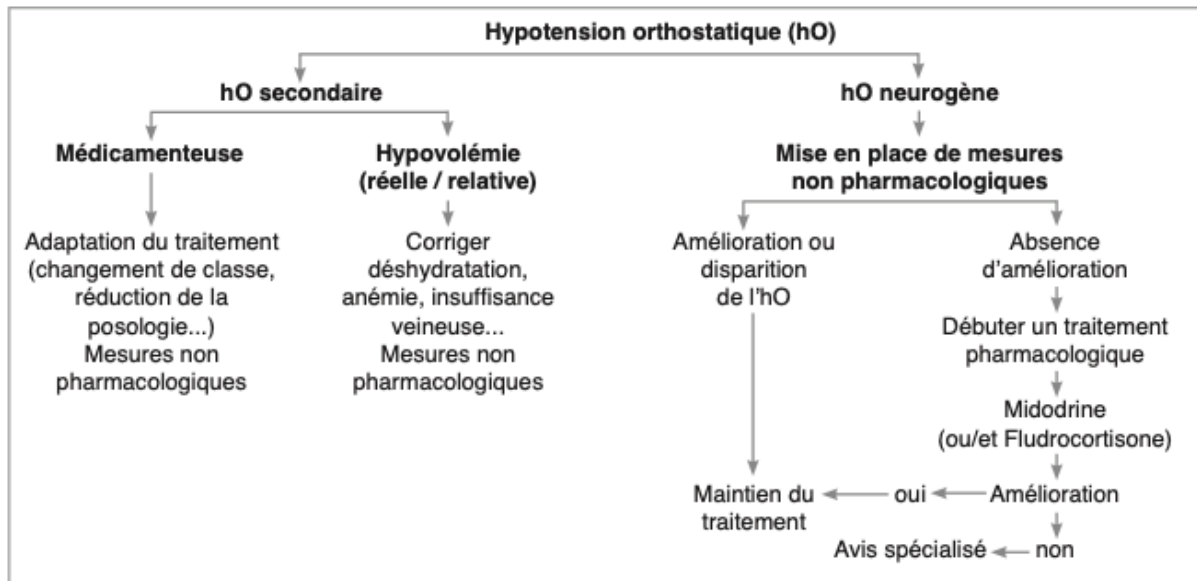 Hypotension orthostatique (hO)
hO secondaire
hO neurogène
Médicamenteuse
Hypovolémie
(réelle / relative)
Mise en place de mesures
non pharmacologiques
Adaptation du traitement
(changement de classe,
réduction de la
posologie...)
Mesures non
pharmacologiques
Corriger
déshydratation,
anémie, insuffisance
veineuse...
Mesures non
pharmacologiques
Amélioration ou
disparition
de l'hO
Absence
d'amélioration
Débuter un traitement
pharmacologique
Midodrine
(ou/et Fludrocortisone)
Maintien du
traitement
oui
Amélioration
Avis spécialisé
non